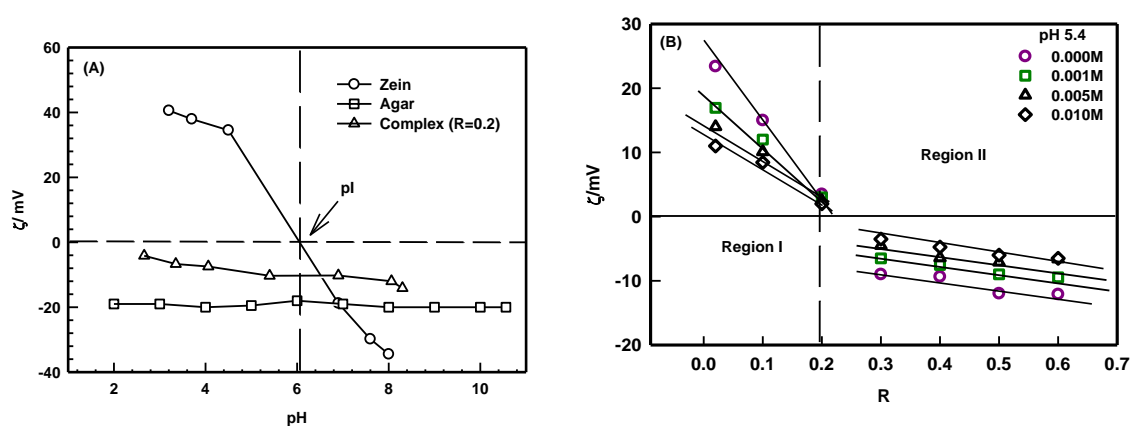 (A)
60
40
20
0
-20
-40
ζ/ mV
2
4
6
8
10
pH
Zein
Agar
Complex (R=0.2)
pI
(B)
30
20
10
0
-10
-20
ζ/mV
0.0
0.1
0.2
0.3
0.4
0.5
0.6
0.7
R
pH 5.4
0.000M
0.001M
0.005M
0.010M
Region II
Region I